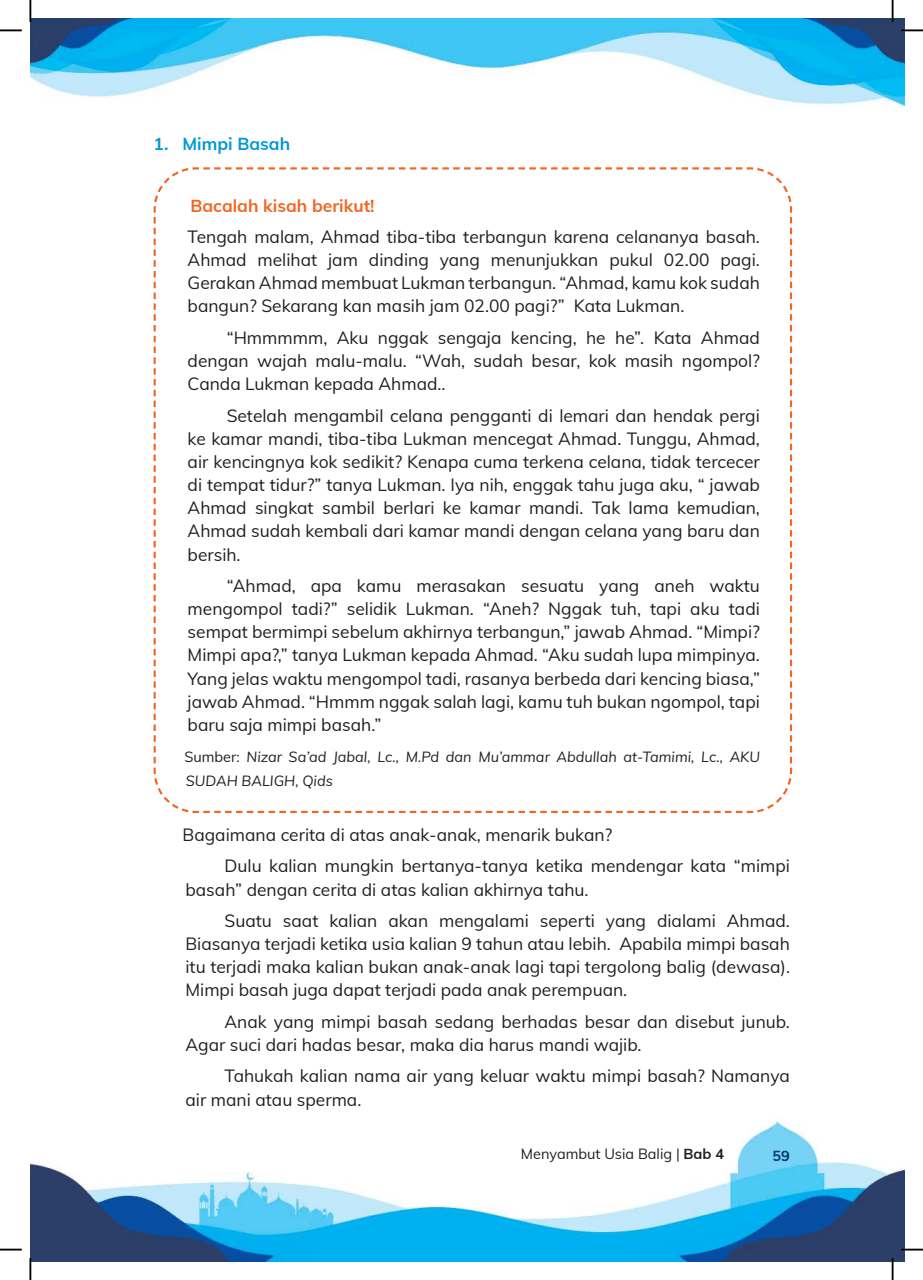 1. Mimpi Basah
Bacalah kisah berikut!
Tengah malam, Ahmad tiba-tiba terbangun karena celananya basah.
Ahmad melihat jam dinding yang menunjukkan pukul 02.00 pagi.
Gerakan Ahmad membuat Lukman terbangun. “Ahmad, kamu kok sudah
bangun? Sekarang kan masih jam 02.00 pagi?” Kata Lukman.
“Hmmmmm, Aku nggak sengaja kencing, he he”. Kata Ahmad
dengan wajah malu-malu. “Wah, sudah besar, kok masih ngompol?
Canda Lukman kepada Ahmad..
Setelah mengambil celana pengganti di lemari dan hendak pergi
ke kamar mandi, tiba-tiba Lukman mencegat Ahmad. Tunggu, Ahmad,
air kencingnya kok sedikit? Kenapa cuma terkena celana, tidak tercecer
di tempat tidur?” tanya Lukman. Iya nih, enggak tahu juga aku, “ jawab
Ahmad singkat sambil berlari ke kamar mandi. Tak lama kemudian,
Ahmad sudah kembali dari kamar mandi dengan celana yang baru dan
bersih.
“Ahmad, apa kamu merasakan sesuatu yang aneh waktu
mengompol tadi?” selidik Lukman. “Aneh? Nggak tuh, tapi aku tadi
sempat bermimpi sebelum akhirnya terbangun,” jawab Ahmad. “Mimpi?
Mimpi apa?,” tanya Lukman kepada Ahmad. “Aku sudah lupa mimpinya.
Yang jelas waktu mengompol tadi, rasanya berbeda dari kencing biasa,”
jawab Ahmad. “Hmmm nggak salah lagi, kamu tuh bukan ngompol, tapi
baru saja mimpi basah.”
Sumber: Nizar Sa’ad Jabal, Lc., M.Pd dan Mu’ammar Abdullah at-Tamimi, Lc., AKU
SUDAH BALIGH, Qids
Bagaimana cerita di atas anak-anak, menarik bukan?
Dulu kalian mungkin bertanya-tanya ketika mendengar kata “mimpi
basah” dengan cerita di atas kalian akhirnya tahu.
Suatu saat kalian akan mengalami seperti yang dialami Ahmad.
Biasanya terjadi ketika usia kalian 9 tahun atau lebih. Apabila mimpi basah
itu terjadi maka kalian bukan anak-anak lagi tapi tergolong balig (dewasa).
Mimpi basah juga dapat terjadi pada anak perempuan.
Anak yang mimpi basah sedang berhadas besar dan disebut junub.
Agar suci dari hadas besar, maka dia harus mandi wajib.
Tahukah kalian nama air yang keluar waktu mimpi basah? Namanya
air mani atau sperma.
Menyambut Usia Balig | Bab 4 59